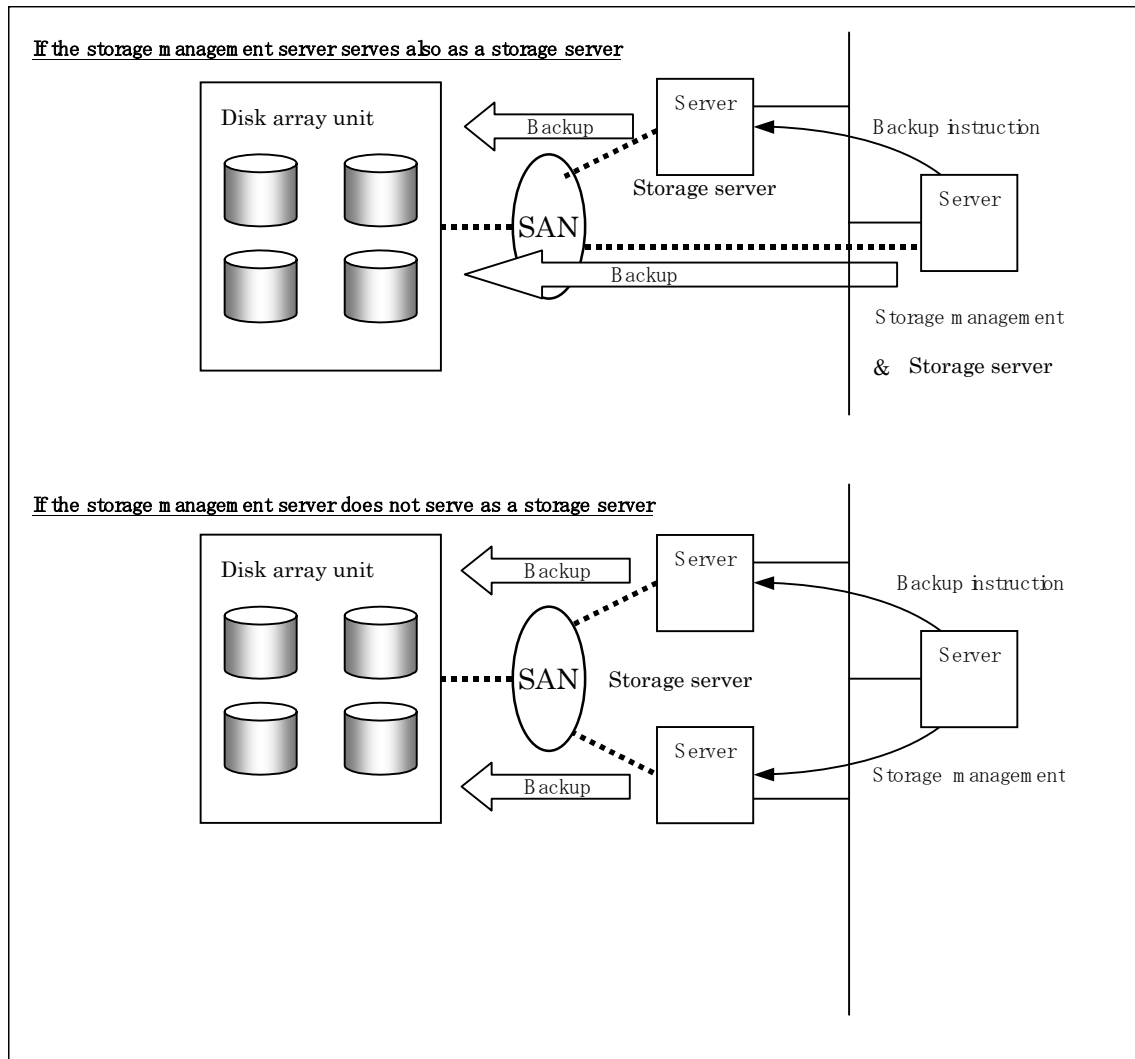 If the storage management server serves also as a storage server
Disk array unit
Server
Backup
Backup instruction
Storage server
Server
SAN
Backup
Storage management
& Storage server
If the storage management server does not serve as a storage server
Disk array unit
Server
Backup
Backup instruction
Server
SAN
Storage server
Server
Storage management
Backup